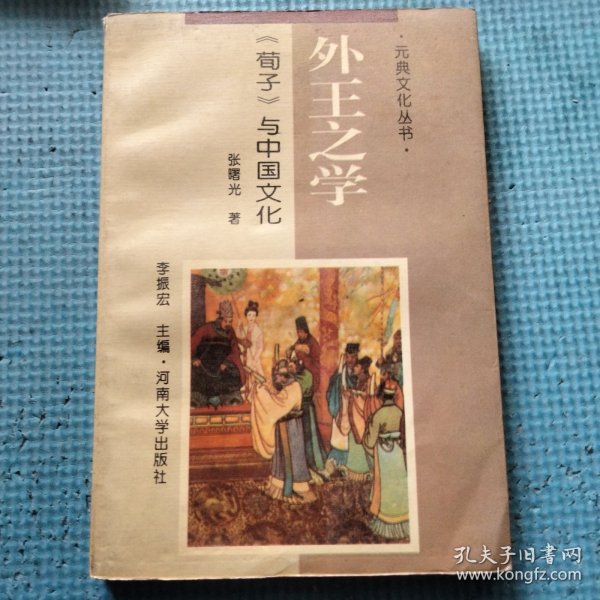 ·元典文化丛书·
外王之学
《荀子》与中国文化
张曙光 著
李振宏 主编·河南大学出版社
孔夫子旧书网
www.kongfz.com